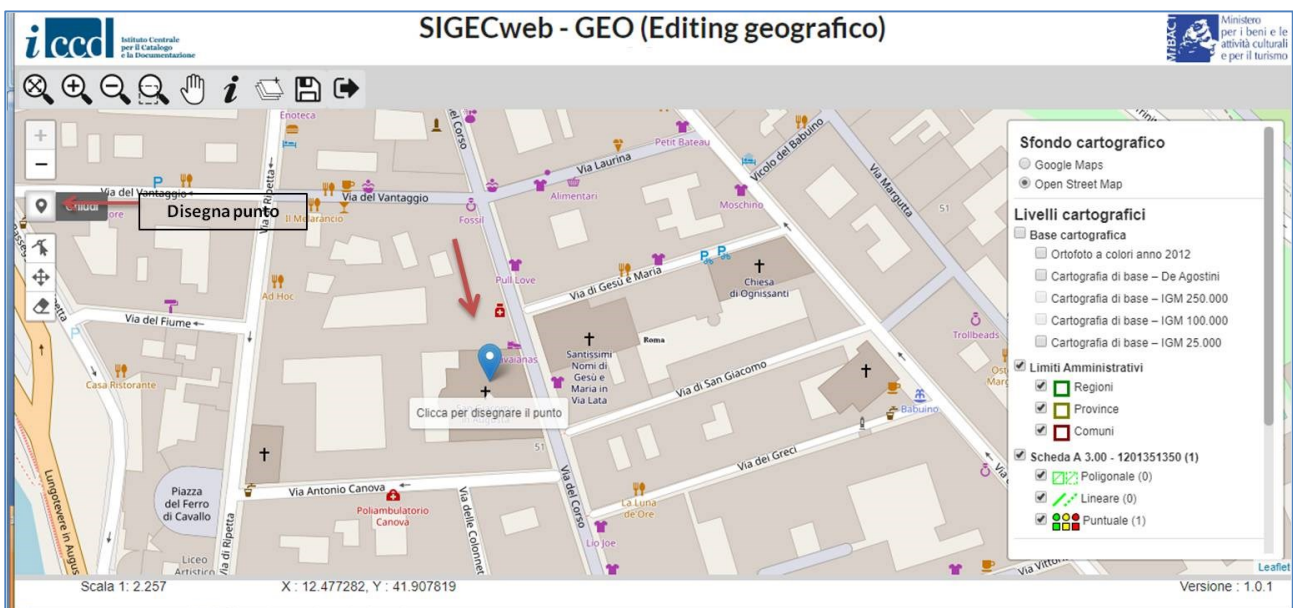 iccd
Istituto Centrale
per il Catalogo
e la Documentazione
SIGECweb - GEO (Editing geografico)
MiBACT
Ministero
per i beni e le
attività culturali
e per il turismo
Enoteca
Via del Vantaggio
Disegna punto
Il Melarancio
Via del Vantaggio
Via di Ripetta
Via Laurina
Petit Bateau
Vicolo del Babuino
Via Margutta
51
Alimentari
Moschino
Fossil
Pull Love
Via di Gesù e Maria
Chiesa
di Ognissanti
Ad Hoc
Via del Fiume
Casa Ristorante
Santissimi
Nomi di
Gesù e
Maria in
Via Lata
Roma
Clicca per disegnare il punto
Via di San Giacomo
Trollbeads
Babuino
51
Via dei Greci
Via del Corso
Via Antonio Canova
Poliambulatorio
Canova
La Luna
de Ore
Lio Joe
Piazza
del Ferro
di Cavallo
Via di Ripetta
Liceo
Artistico
Sfondo cartografico
Google Maps
Open Street Map
Livelli cartografici
Base cartografica
Ortofoto a colori anno 2012
Cartografia di base – De Agostini
Cartografia di base – IGM 250.000
Cartografia di base – IGM 100.000
Cartografia di base – IGM 25.000
Limiti Amministrativi
Regioni
Province
Comuni
Scheda A 3.00 - 1201351350 (1)
Poligonale (0)
Lineare (0)
Puntuale (1)
Leaflet
Scala 1: 2.257
X : 12.477282, Y : 41.907819
Versione : 1.0.1